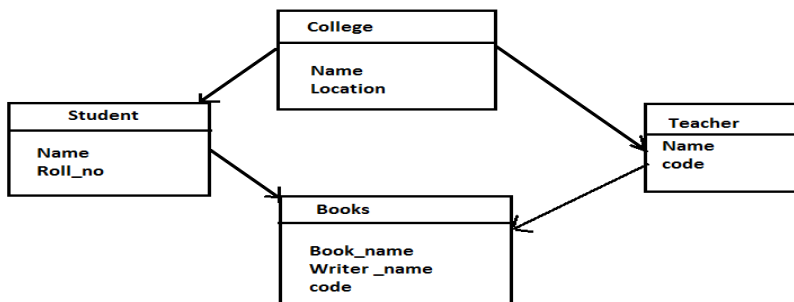 College
Name
Location
Student
Name
Roll_no
Teacher
Name
code
Books
Book_name
Writer _name
code